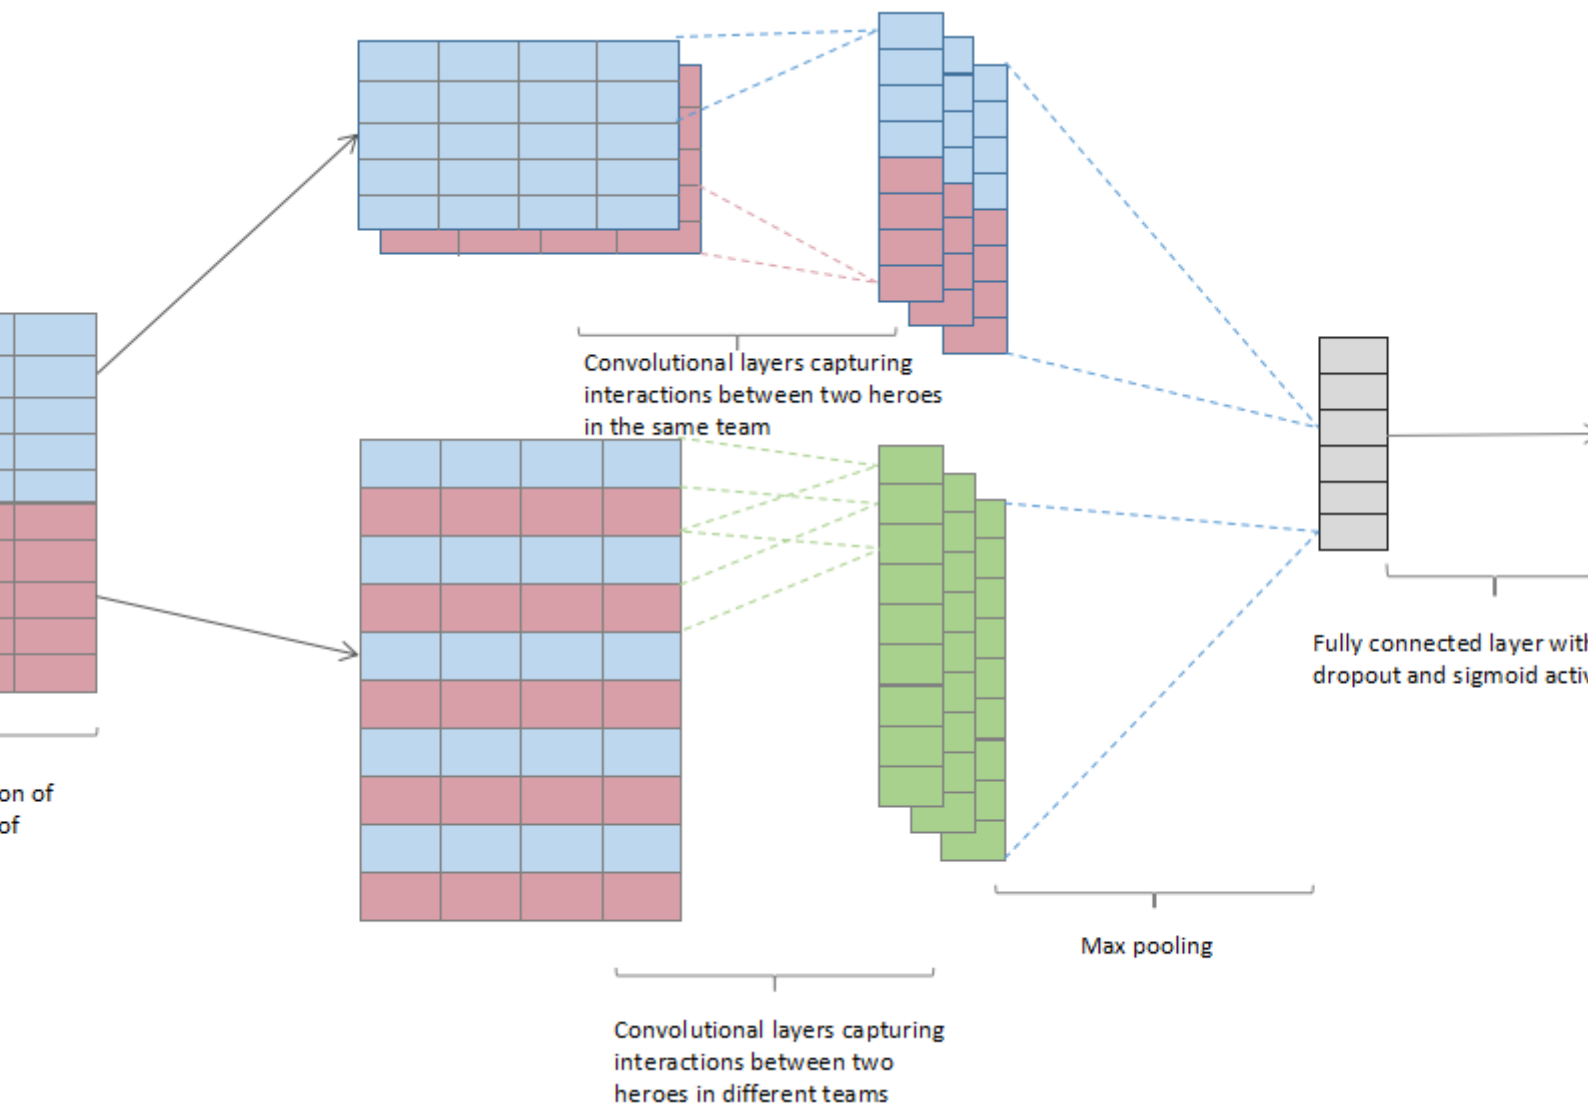 Convolutional layers capturing
interactions between two heroes
in the same team
on of
of
Fully connected layer with
dropout and sigmoid activ
Max pooling
Convolutional layers capturing
interactions between two
heroes in different teams